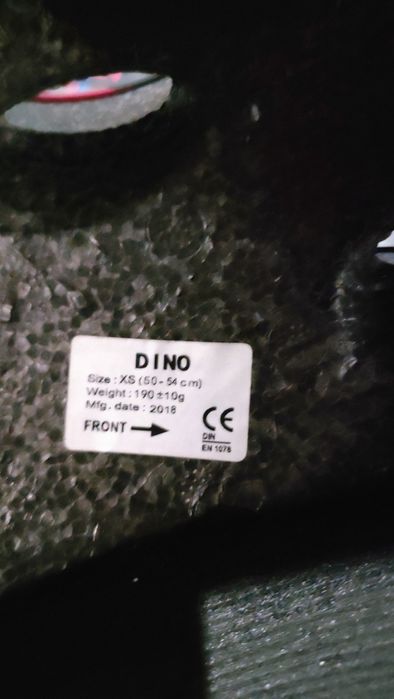 DINO
Size : XS (50 - 54 cm)
Weight : 190 ±10g
Mfg. date : 2018
FRONT
CE
DIN
EN 1078